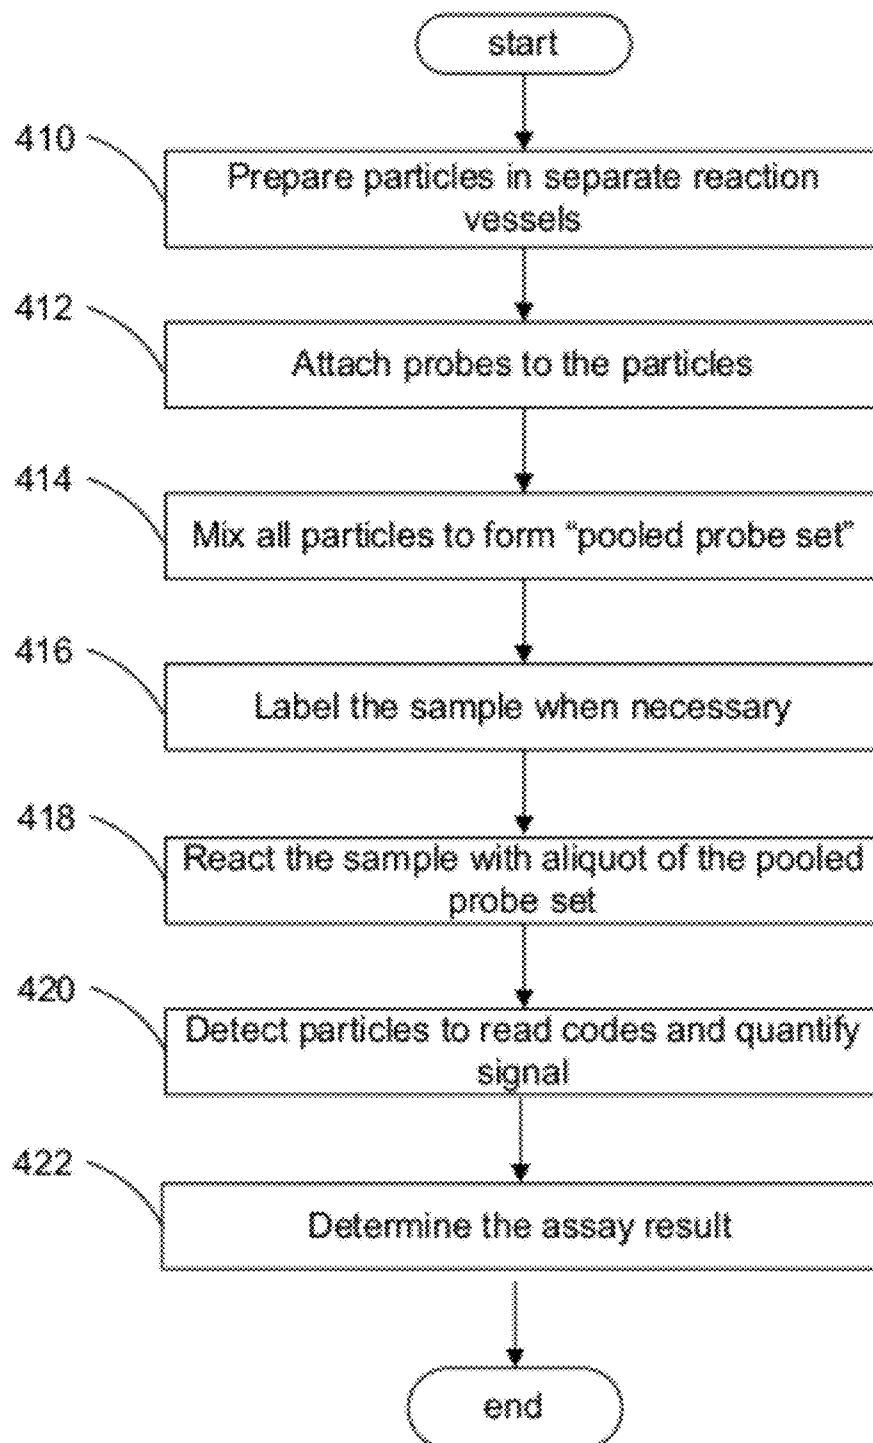 start
410
Prepare particles in separate reaction
vessels
412
Attach probes to the particles
414
Mix all particles to form “pooled probe set”
416
Label the sample when necessary
418
React the sample with aliquot of the pooled
probe set
420
Detect particles to read codes and quantify
signal
422
Determine the assay result
end